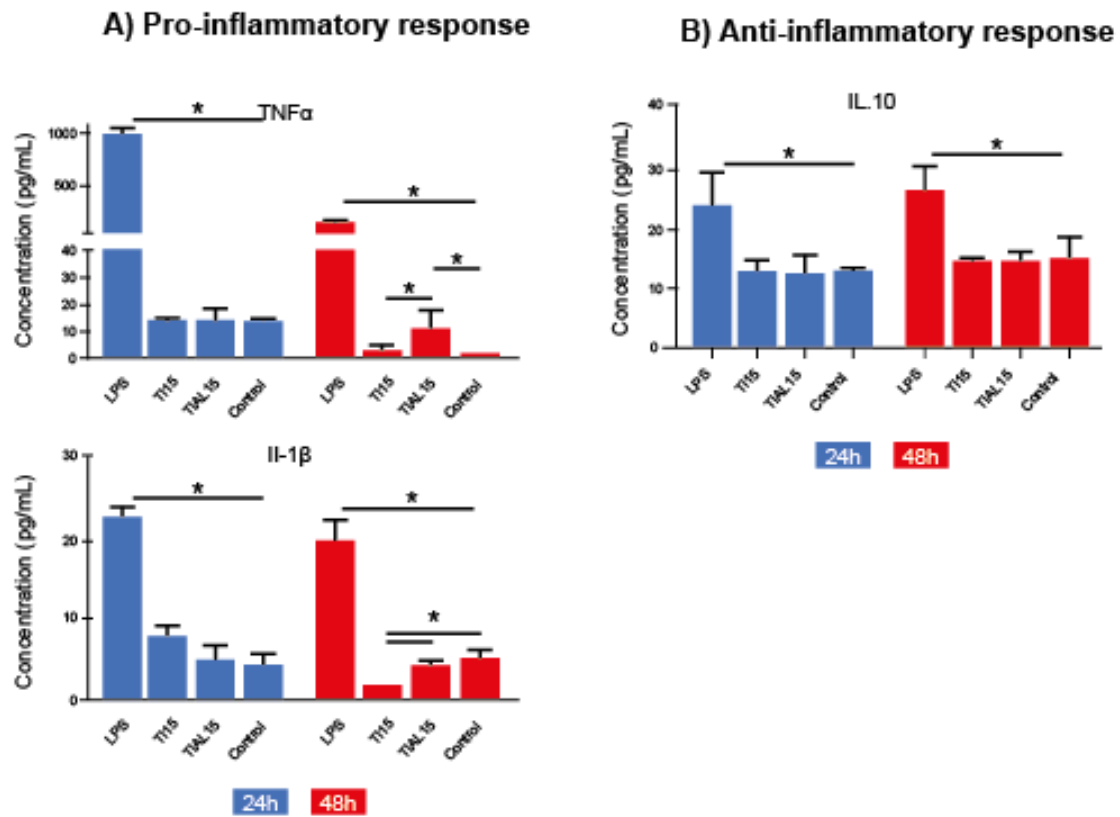 A) Pro-inflammatory response
TNFα
Concentration (pg/mL)
1000
500
40
30
20
10
0
*
*
*
*
LPS TI15 TIAL15 Control LPS TI15 TIAL15 Control
Il-1β
Concentration (pg/mL)
30
20
10
0
*
*
*
LPS TI15 TIAL15 Control LPS TI15 TIAL15 Control
24h 48h
B) Anti-inflammatory response
IL.10
Concentration (pg/mL)
40
30
20
10
0
*
*
LPS TI15 TIAL15 Control LPS TI15 TIAL15 Control
24h 48h